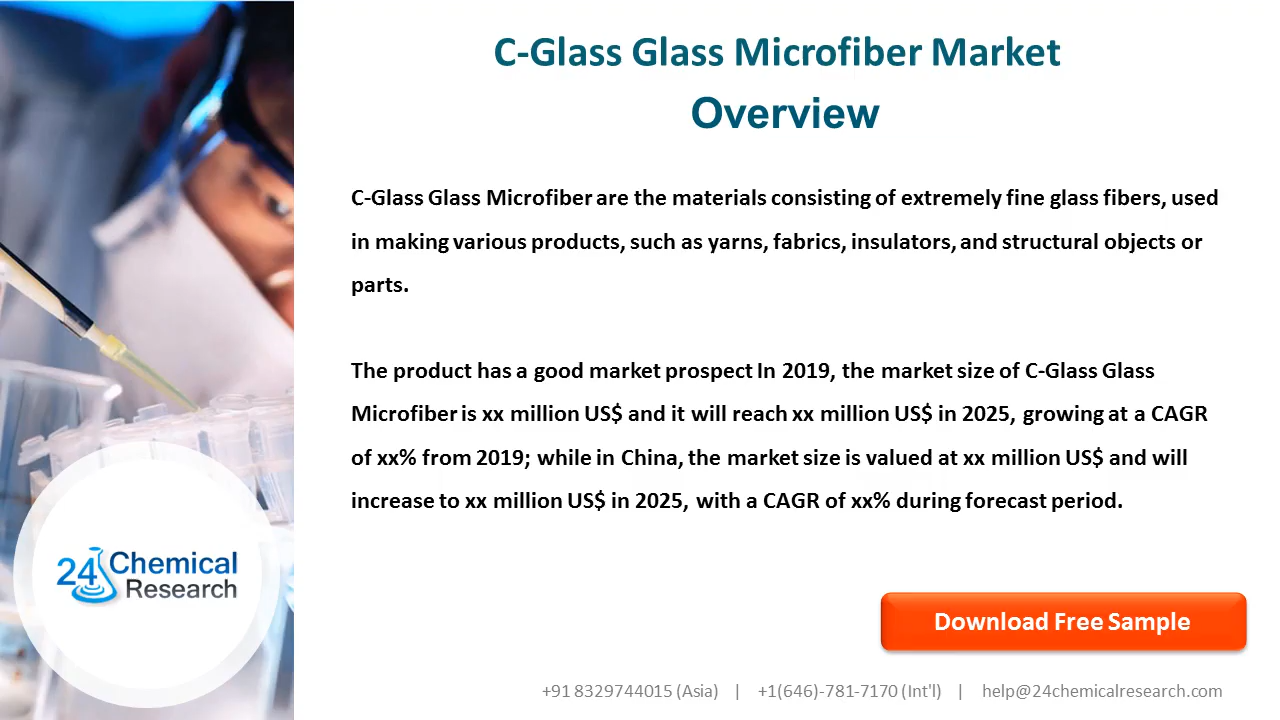 C-Glass Glass Microfiber Market
Overview
C-Glass Glass Microfiber are the materials consisting of extremely fine glass fibers, used
in making various products, such as yarns, fabrics, insulators, and structural objects or
parts.
The product has a good market prospect In 2019, the market size of C-Glass Glass
Microfiber is xx million US$ and it will reach xx million US$ in 2025, growing at a CAGR
of xx% from 2019; while in China, the market size is valued at xx million US$ and will
increase to xx million US$ in 2025, with a CAGR of xx% during forecast period.
24 Chemical
Research
Download Free Sample
+91 8329744015 (Asia) | +1(646)-781-7170 (Int'l) | help@24chemicalresearch.com